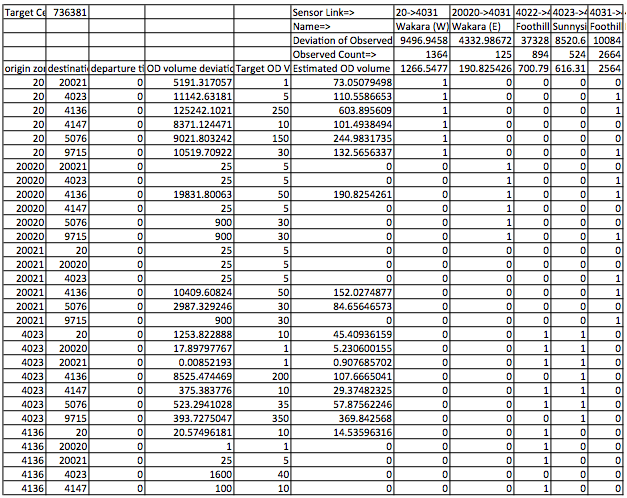 Target Ce 736381 Sensor Link=> 20->4031 20020->4031 4022->4 4023->4 4031->4
Name=> Wakara (W) Wakara (E) Foothill Sunnysi Foothil
Deviation of Observed 9496.9458 4332.98672 37328 8520.6 10084
Observed Count=> 1364 125 894 524 2664
origin zon destinati departure ti OD volume deviatic Target OD V Estimated OD volume 1266.5477 190.825426 700.79 616.31 2564
20 20021 0 5191.317057 1 73.05079498 1 0 0 0 0
20 4023 0 11142.63181 5 110.5586653 1 0 0 0 1
20 4136 0 125242.1021 250 603.895609 1 0 0 0 1
20 4147 0 8371.124471 10 101.4938494 1 0 0 0 0
20 5076 0 9021.803242 150 244.9831735 1 0 0 0 0
20 9715 0 10519.70922 30 132.5656337 1 0 0 0 1
20020 20021 0 25 5 0 0 1 0 0 0
20020 4023 0 25 5 0 0 1 0 0 1
20020 4136 0 19831.80063 50 190.8254261 0 1 0 0 1
20020 4147 0 25 5 0 0 1 0 0 0
20020 5076 0 900 30 0 0 1 0 0 0
20020 9715 0 900 30 0 0 1 0 0 1
20021 20 0 25 5 0 0 0 0 0 0
20021 20020 0 25 5 0 0 0 0 0 0
20021 4023 0 25 5 0 0 0 0 0 1
20021 4136 0 10409.60824 50 152.0274877 0 0 0 0 1
20021 5076 0 2987.329246 30 84.65646573 0 0 0 0 0
20021 9715 0 900 30 0 0 0 0 0 1
4023 20 0 1253.822888 10 45.40936159 0 0 1 1 0
4023 20020 0 17.89797767 1 5.230600155 0 0 1 1 0
4023 20021 0 0.00852193 1 0.907685702 0 0 1 1 0
4023 4136 0 8525.474469 200 107.6665041 0 0 0 1 0
4023 4147 0 375.383776 10 29.37482325 0 0 1 1 0
4023 5076 0 523.2941028 35 57.87562246 0 0 1 1 0
4023 9715 0 393.7275047 350 369.842568 0 0 0 1 0
4136 20 0 20.57496181 10 14.53596316 0 0 1 0 0
4136 20020 0 1 1 0 0 0 1 0 0
4136 20021 0 25 5 0 0 0 1 0 0
4136 4023 0 1600 40 0 0 0 0 0 0
4136 4147 0 100 10 0 0 0 1 0 0